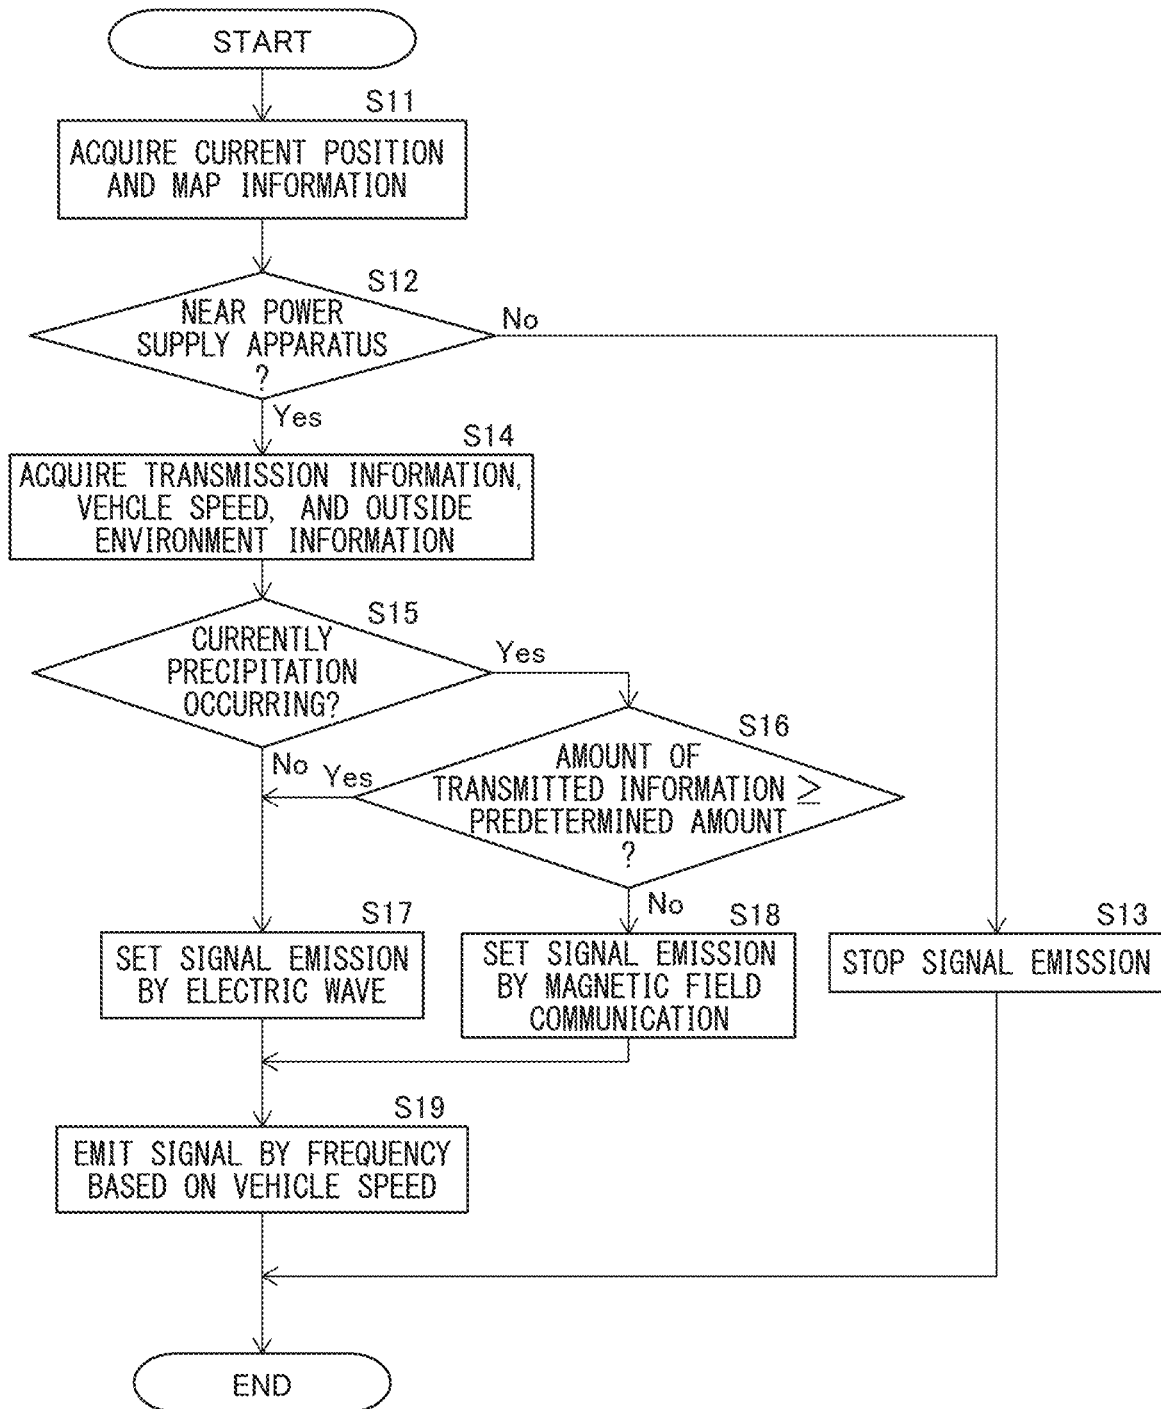 START
S11
ACQUIRE CURRENT POSITION
AND MAP INFORMATION
S12
NEAR POWER
SUPPLY APPARATUS
?
No
Yes
S14
ACQUIRE TRANSMISSION INFORMATION,
VEHCLE SPEED, AND OUTSIDE
ENVIRONMENT INFORMATION
S15
CURRENTLY
PRECIPITATION
OCCURRING?
Yes
No
S16
AMOUNT OF
TRANSMITTED INFORMATION ≥
PREDETERMINED AMOUNT
?
Yes
No
S17
SET SIGNAL EMISSION
BY ELECTRIC WAVE
S18
SET SIGNAL EMISSION
BY MAGNETIC FIELD
COMMUNICATION
S13
STOP SIGNAL EMISSION
S19
EMIT SIGNAL BY FREQUENCY
BASED ON VEHICLE SPEED
END